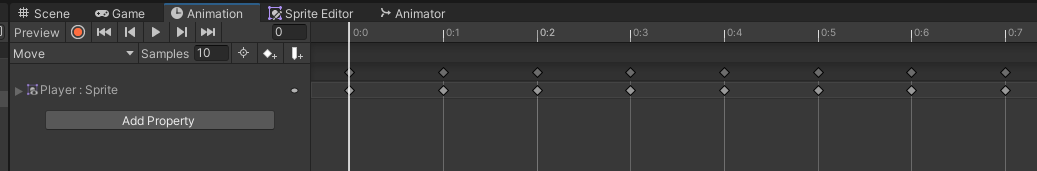 Scene Game Animation Sprite Editor Animator
Preview 0 0:0 0:1 0:2 0:3 0:4 0:5 0:6 0:7
Move Samples 10
Player : Sprite
Add Property